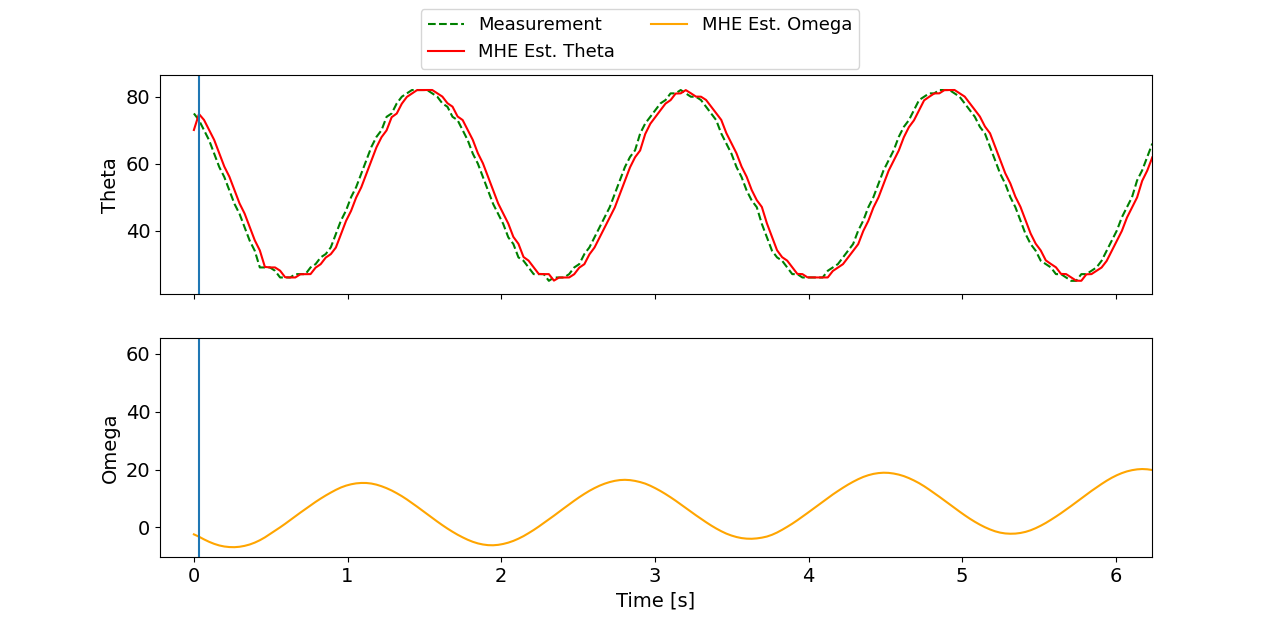 Measurement
MHE Est. Theta
MHE Est. Omega
80
60
40
Theta
60
40
20
0
Omega
0 1 2 3 4 5 6
Time [s]